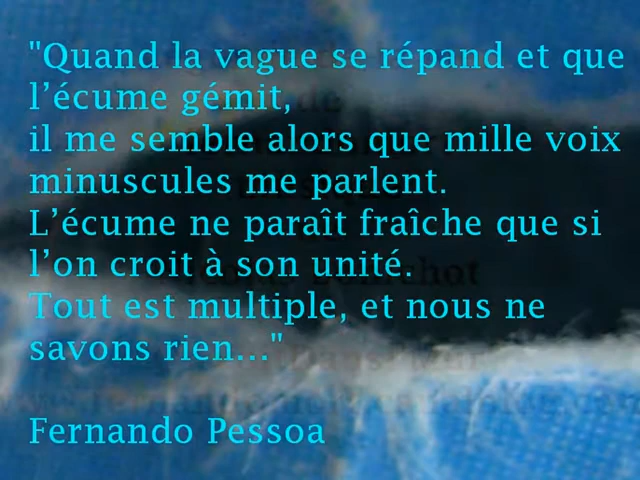 "Quand la vague se répand et que
l’écume gémit,
il me semble alors que mille voix
minuscules me parlent.
L’écume ne paraît fraîche que si
l’on croit à son unité.
Tout est multiple, et nous ne
savons rien..."
Fernando Pessoa